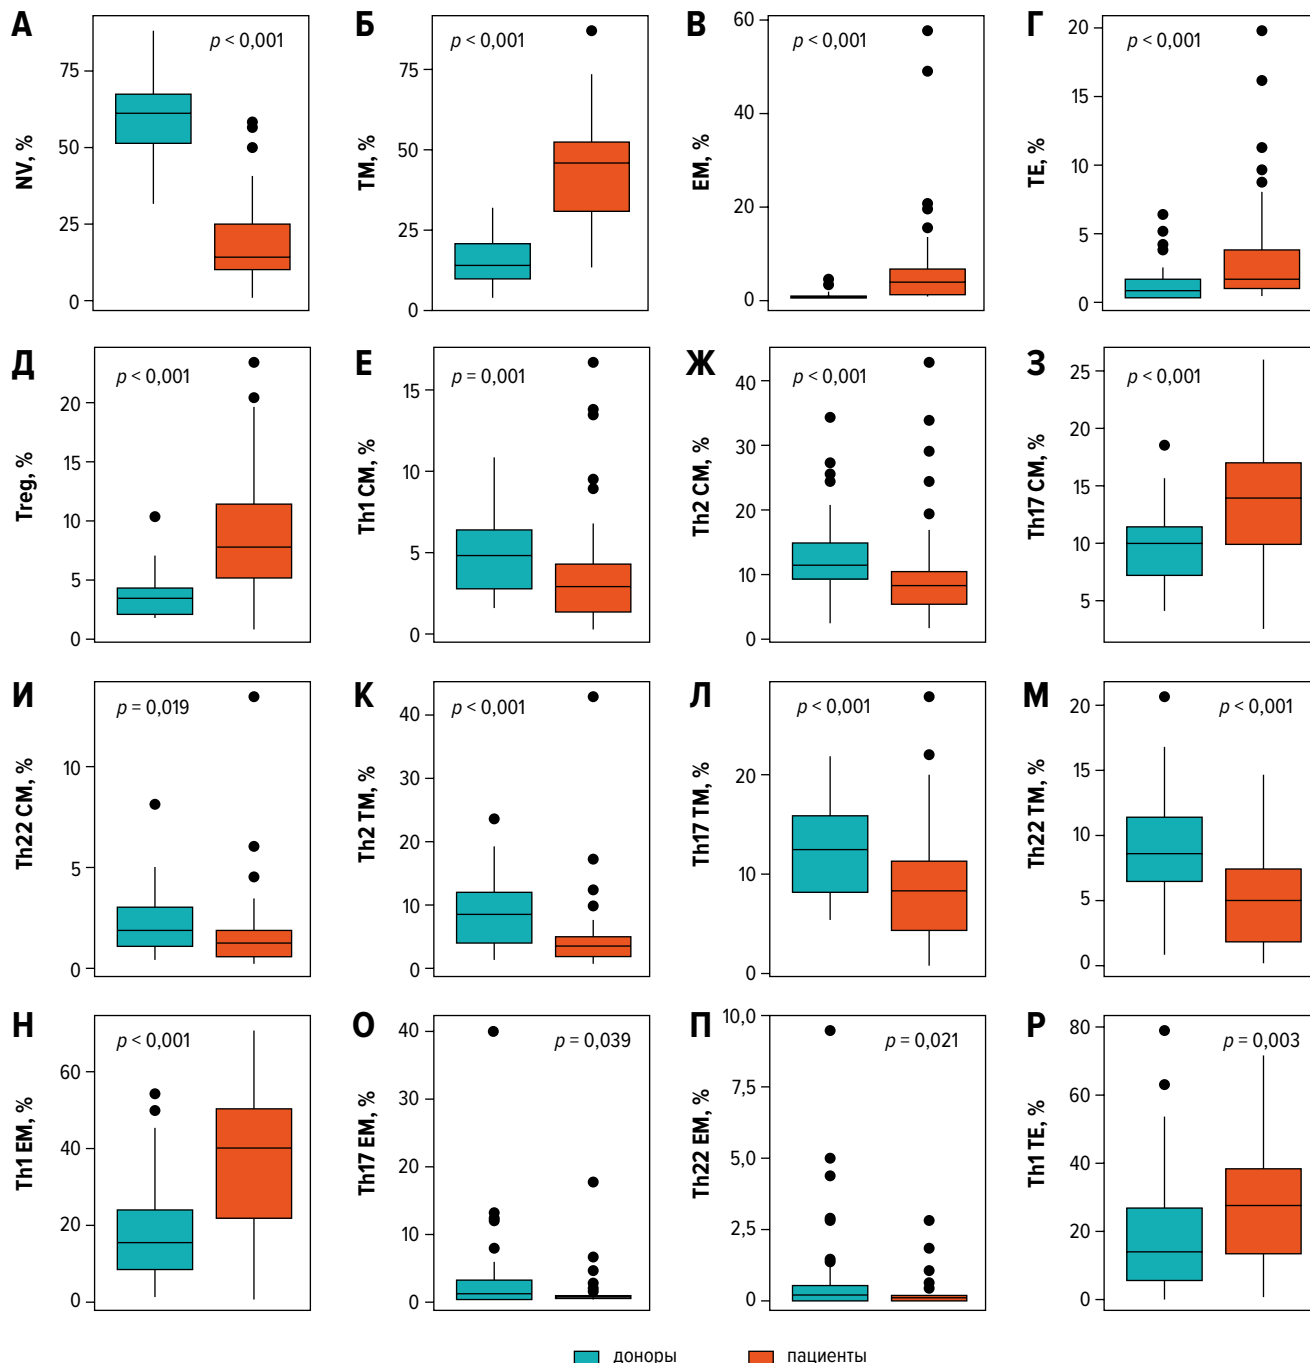 А
p < 0,001
NV, %
75
50
25
0
Б
p < 0,001
TM, %
75
50
25
0
В
p < 0,001
EM, %
60
40
20
0
Г
p < 0,001
TE, %
20
15
10
5
0
Д
p < 0,001
Treg, %
20
15
10
5
0
Е
p = 0,001
Th1 CM, %
15
10
5
0
Ж
p < 0,001
Th2 CM, %
40
30
20
10
0
З
p < 0,001
Th17 CM, %
25
20
15
10
5
И
p = 0,019
Th22 CM, %
10
5
0
К
p < 0,001
Th2 TM, %
40
30
20
10
0
Л
p < 0,001
Th17 TM, %
20
10
0
М
p < 0,001
Th22 TM, %
20
15
10
5
0
Н
p < 0,001
Th1 EM, %
60
40
20
0
О
p = 0,039
Th17 EM, %
40
30
20
10
0
П
p = 0,021
Th22 EM, %
10,0
7,5
5,0
2,5
0
Р
p = 0,003
Th1 TE, %
80
60
40
20
0
доноры
пациенты